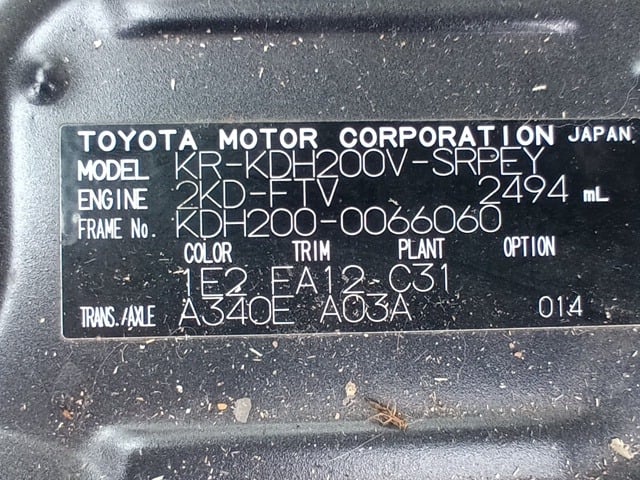 TOYOTA MOTOR CORPORATION JAPAN
MODEL KR-KDH200V-SRPEY
ENGINE 2KD-FTV 2494 mL
FRAME No. KDH200-0066060
COLOR TRIM PLANT OPTION
1E2 FA12 C31
TRANS./AXLE A340E A03A 014